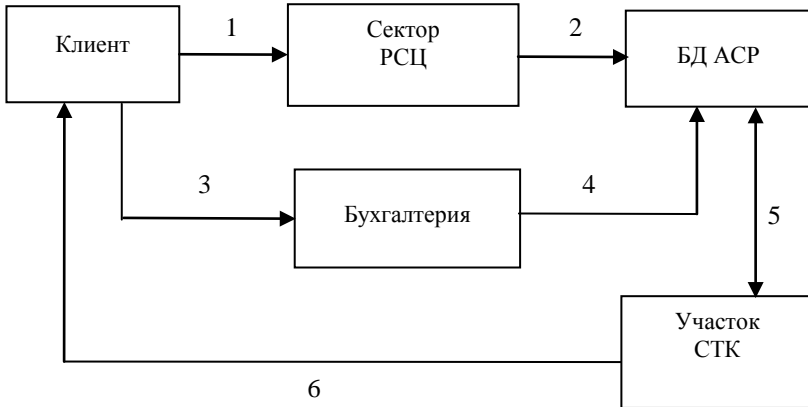 Клиент
1
Сектор
РСЦ
2
БД АСР
3
Бухгалтерия
4
5
Участок
СТК
6